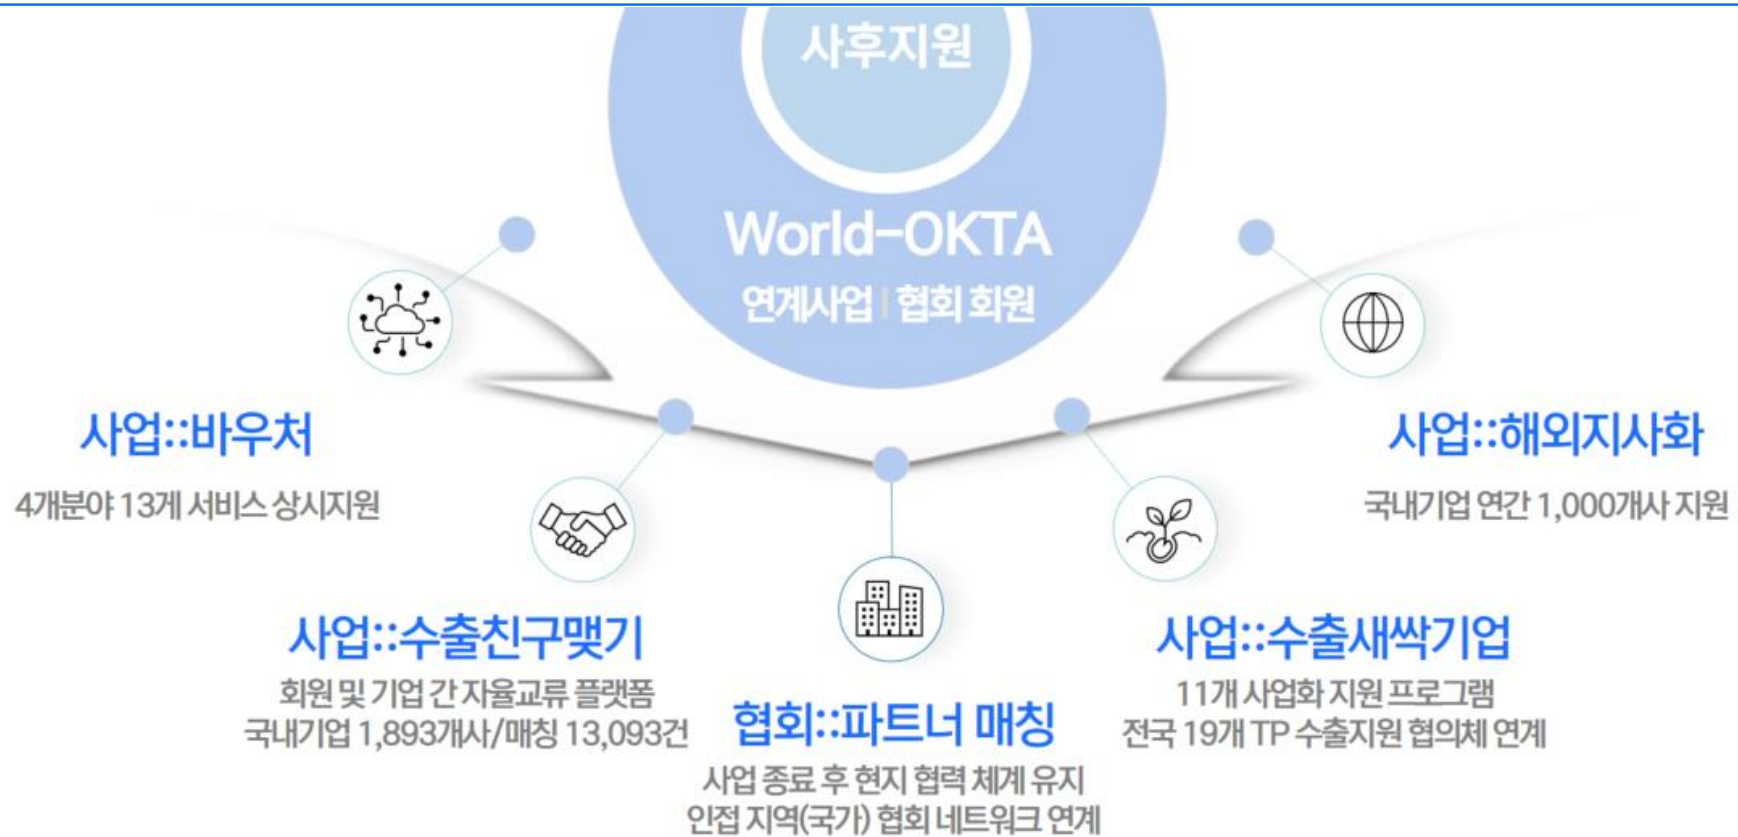 사후지원
World-OKTA
연계사업 | 협회 회원
사업::바우처
4개분야 13게 서비스 상시지원
사업::해외지사화
국내기업 연간 1,000개사 지원
사업::수출친구맺기
회원 및 기업 간 자율교류 플랫폼
국내기업 1,893개사/매칭 13,093건
사업::수출새싹기업
11개 사업화 지원 프로그램
전국 19개 TP 수출지원 협의체 연계
협회::파트너 매칭
사업 종료 후 현지 협력 체계 유지
인접 지역(국가) 협회 네트워크 연계